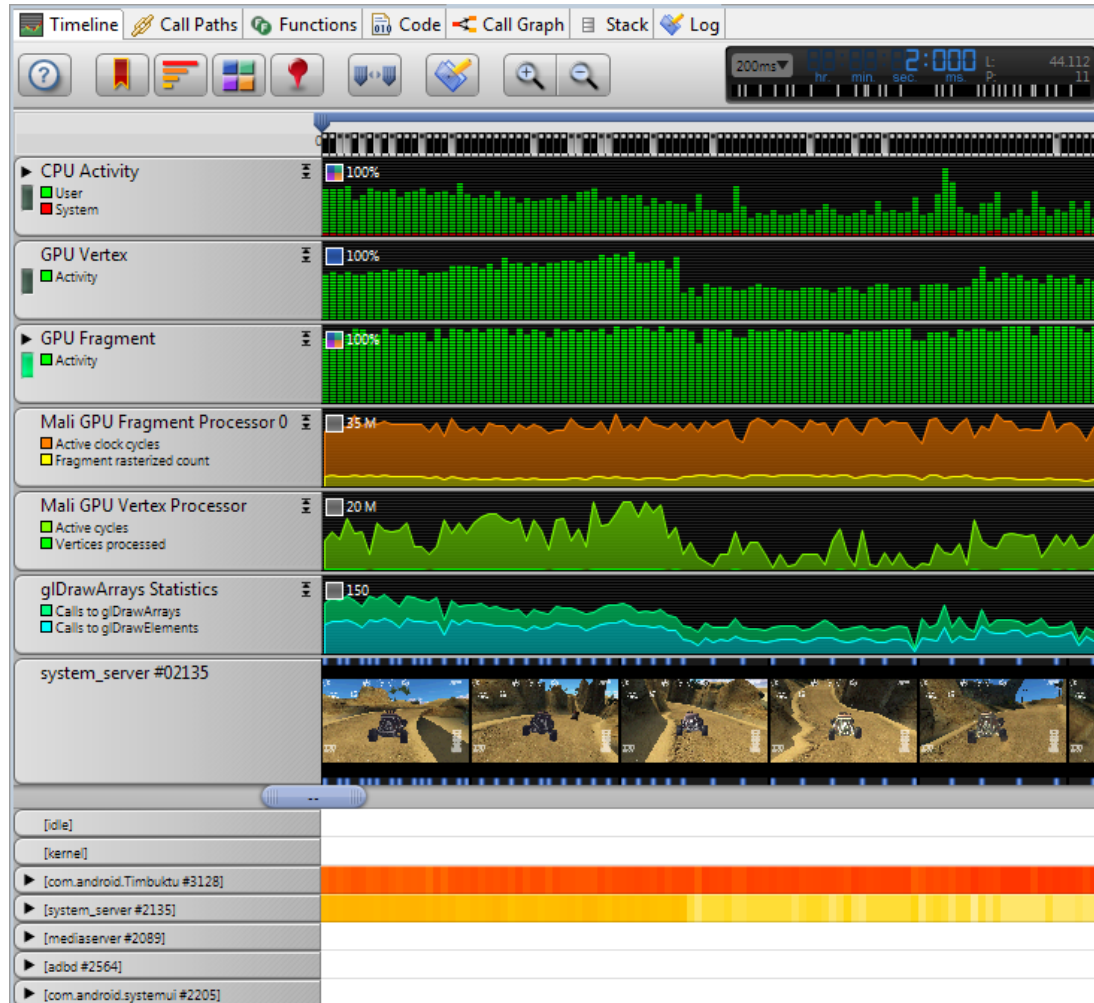 Timeline Call Paths Functions Code Call Graph Stack Log
200ms 2:000 L: 44.112
hr. min. sec. ms. P: 11
0
CPU Activity 100%
User
System
GPU Vertex 100%
Activity
GPU Fragment 100%
Activity
Mali GPU Fragment Processor 0 35 M
Active clock cycles
Fragment rasterized count
Mali GPU Vertex Processor 20 M
Active cycles
Vertices processed
glDrawArrays Statistics 150
Calls to glDrawArrays
Calls to glDrawElements
system_server #02135
--
[idle]
[kernel]
[com.android.Timbuktu #3128]
[system_server #2135]
[mediaserver #2089]
[adbd #2564]
[com.android.systemui #2205]